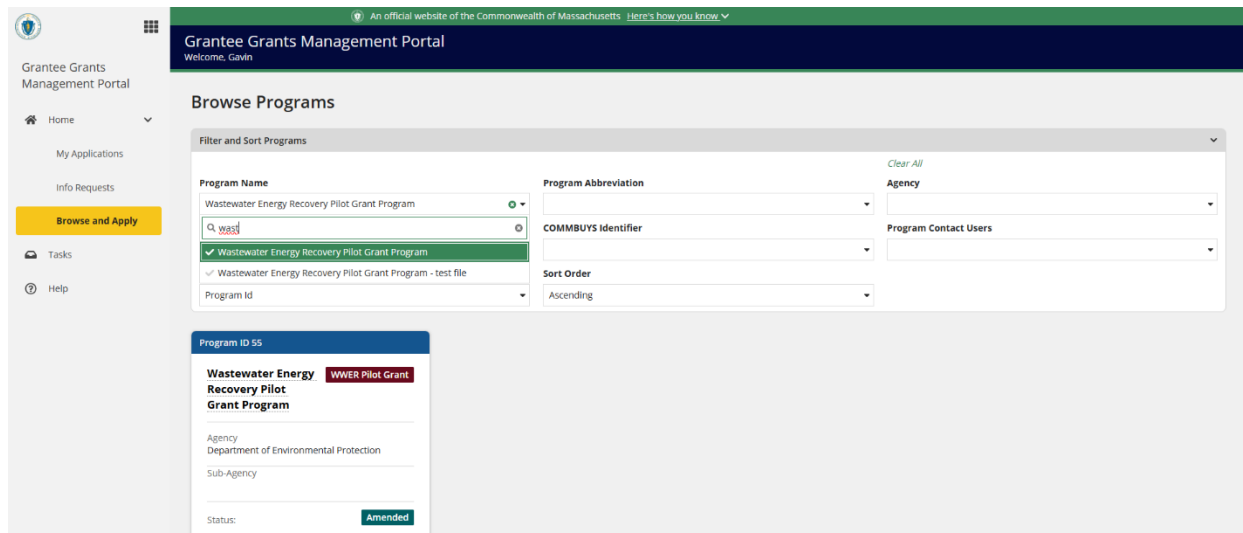 An official website of the Commonwealth of Massachusetts Here's how you know
Grantee Grants Management Portal
Welcome, Gavin
Grantee Grants
Management Portal
Home
My Applications
Info Requests
Browse and Apply
Tasks
Help
Browse Programs
Filter and Sort Programs
Clear All
Program Name
Program Abbreviation
Agency
Wastewater Energy Recovery Pilot Grant Program
wast
COMMBUYS Identifier
Program Contact Users
Wastewater Energy Recovery Pilot Grant Program
Wastewater Energy Recovery Pilot Grant Program - test file
Sort Order
Program Id
Ascending
Program ID 55
Wastewater Energy
Recovery Pilot
Grant Program
WWER Pilot Grant
Agency
Department of Environmental Protection
Sub-Agency
Status:
Amended